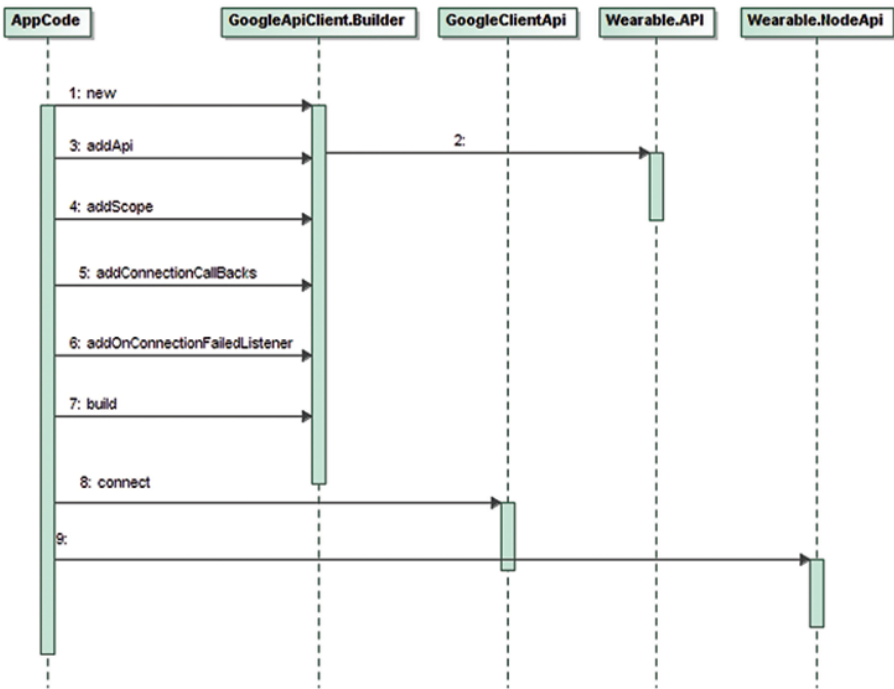 AppCode
GoogleApiClient.Builder
GoogleClientApi
Wearable.API
Wearable.NodeApi
1: new
2:
3: addApi
4: addScope
5: addConnectionCallBacks
6: addOnConnectionFailedListener
7: build
8: connect
9: